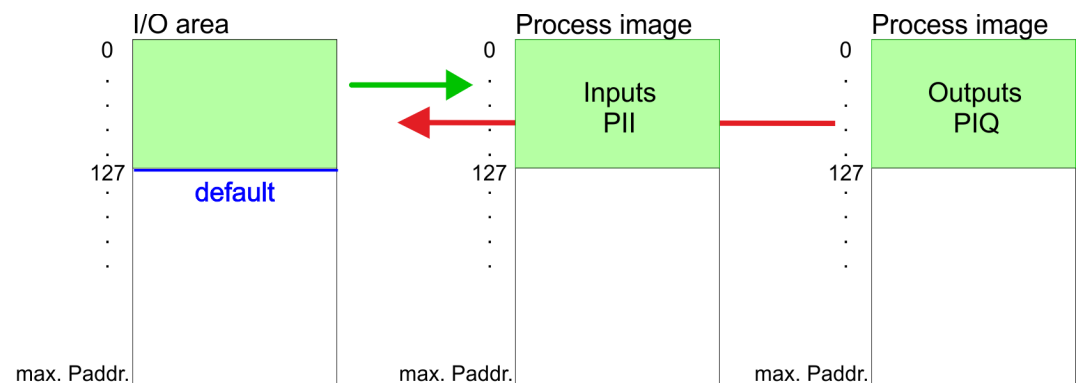 I/O area
Process image
Process image
0
0
0
.
.
.
.
.
.
Inputs
Outputs
PII
PIQ
.
.
.
.
.
.
127
127
127
default
.
.
.
.
.
.
.
.
.
.
.
.
max. Paddr.
max. Paddr.
max. Paddr.